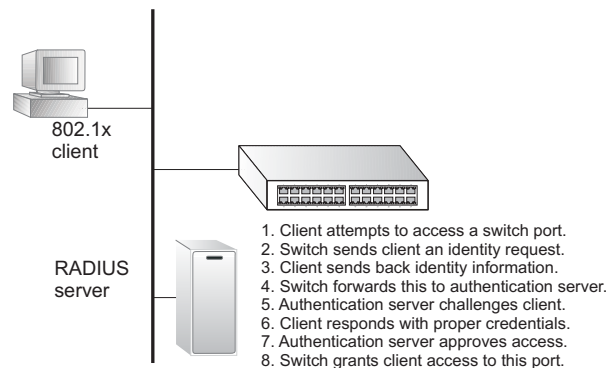 802.1x
client
1. Client attempts to access a switch port.
2. Switch sends client an identity request.
3. Client sends back identity information.
4. Switch forwards this to authentication server.
5. Authentication server challenges client.
6. Client responds with proper credentials.
7. Authentication server approves access.
8. Switch grants client access to this port.
RADIUS
server